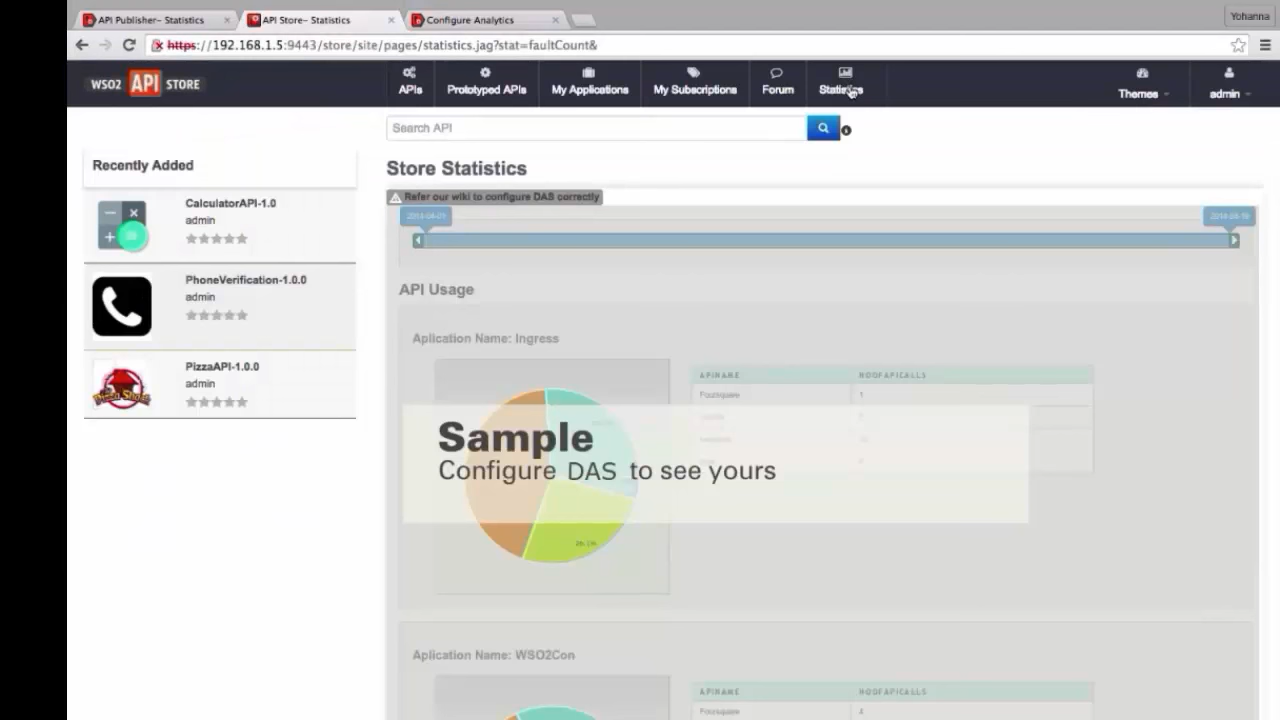 API Publisher- Statistics
API Store- Statistics
Configure Analytics
Yohanna
https://192.168.1.5:9443/store/site/pages/statistics.jag?stat=faultCount&
WSO2 API STORE
APIs
Prototyped APIs
My Applications
My Subscriptions
Forum
Statistics
Themes
admin
Search API
Recently Added
CalculatorAPI-1.0
admin
PhoneVerification-1.0.0
admin
PizzaAPI-1.0.0
admin
Store Statistics
Refer our wiki to configure DAS correctly
API Usage
Aplication Name: Ingress
APINAME
NOOFAPICALLS
Foursquare
1
Sample
Configure DAS to see yours
Aplication Name: WSO2Con
APINAME
NOOFAPICALLS
Foursquare
4